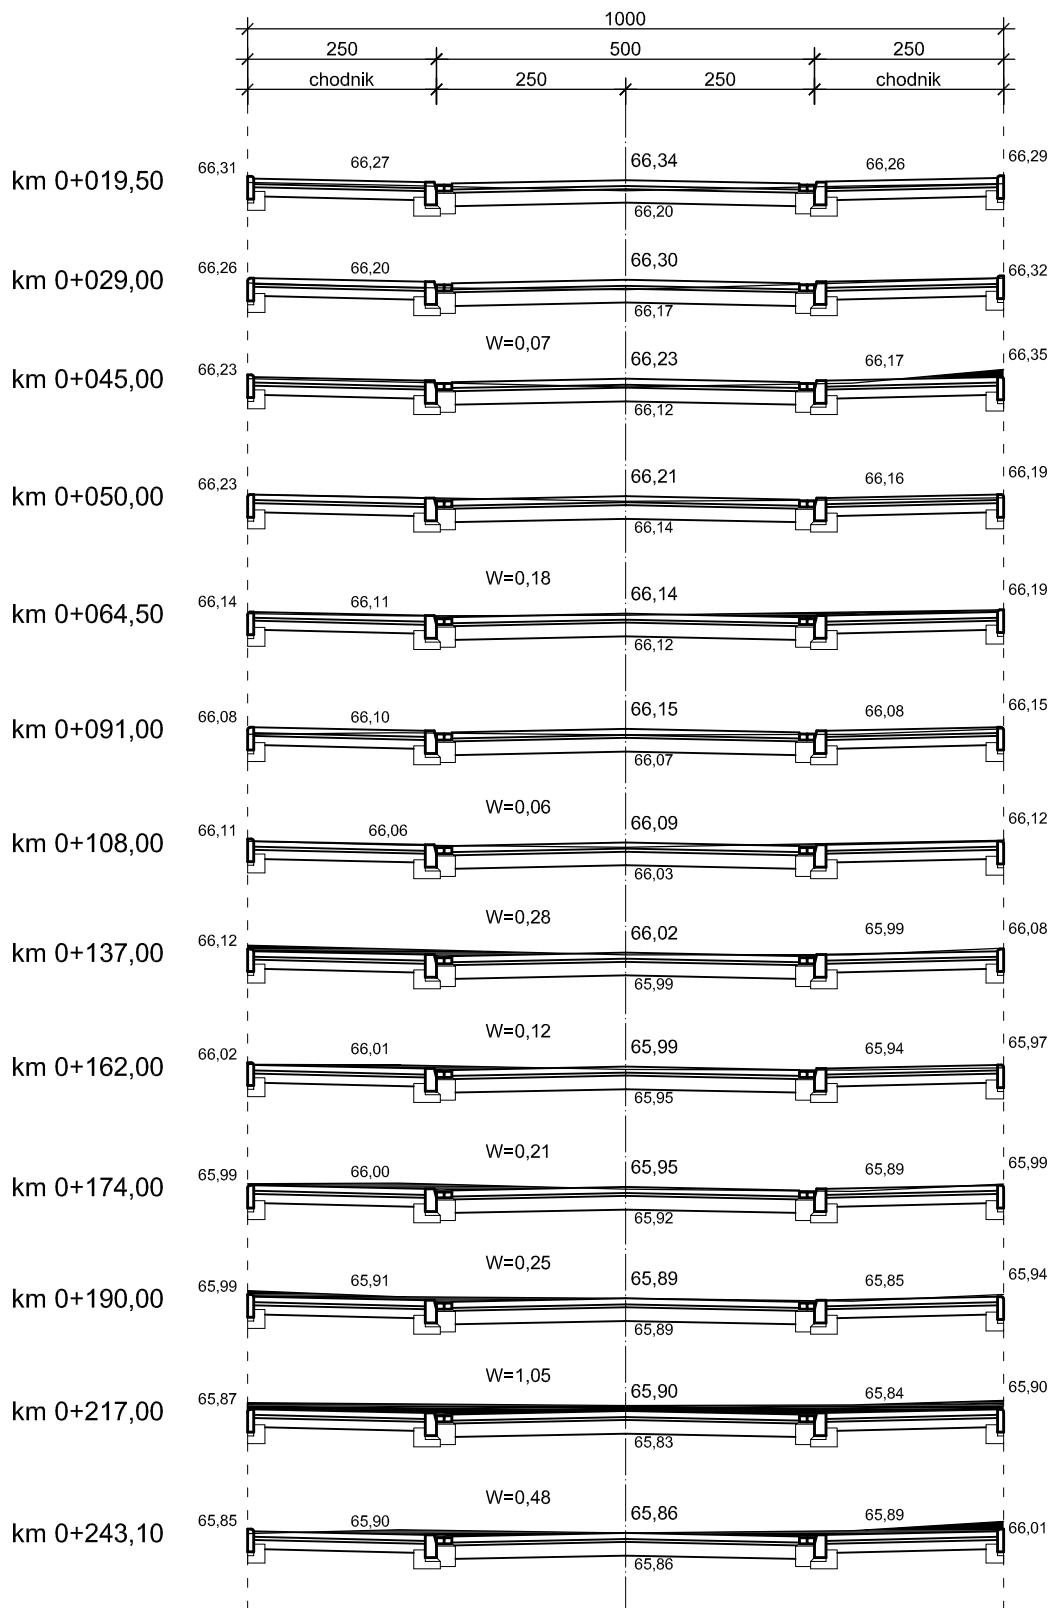 1000
250 500 250
chodnik 250 250 chodnik
km 0+019,50 66,31 66,27 66,34 66,26 66,29
66,20
km 0+029,00 66,26 66,20 66,30 66,32
66,17
W=0,07
km 0+045,00 66,23 66,23 66,17 66,35
66,12
km 0+050,00 66,23 66,21 66,16 66,19
66,14
W=0,18
km 0+064,50 66,14 66,11 66,14 66,19
66,12
km 0+091,00 66,08 66,10 66,15 66,08 66,15
66,07
W=0,06
km 0+108,00 66,11 66,06 66,09 66,12
66,03
W=0,28
km 0+137,00 66,12 66,02 65,99 66,08
65,99
W=0,12
km 0+162,00 66,02 66,01 65,99 65,94 65,97
65,95
W=0,21
km 0+174,00 65,99 66,00 65,95 65,89 65,99
65,92
W=0,25
km 0+190,00 65,99 65,91 65,89 65,85 65,94
65,89
W=1,05
km 0+217,00 65,87 65,90 65,84 65,90
65,83
W=0,48
km 0+243,10 65,85 65,90 65,86 65,89 66,01
65,86